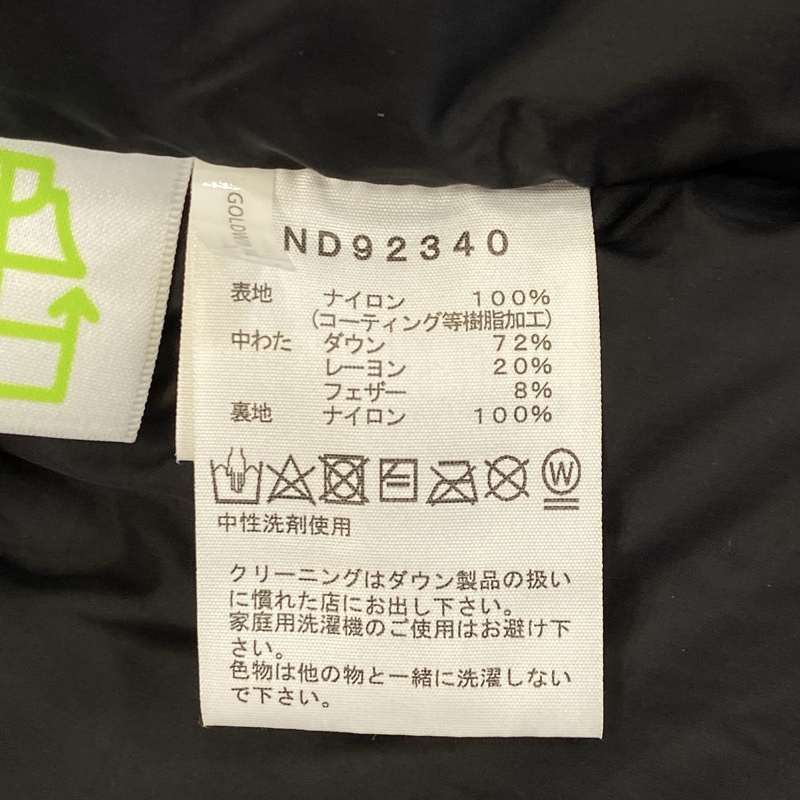 GOLDW
ND92340
表地 ナイロン 100%
(コーティング等樹脂加工)
中わた ダウン 72%
レーヨン 20%
フェザー 8%
裏地 ナイロン 100%
W
中性洗剤使用
クリーニングはダウン製品の扱い
に慣れた店にお出し下さい。
家庭用洗濯機のご使用はお避け下
さい。
色物は他の物と一緒に洗濯しない
で下さい。